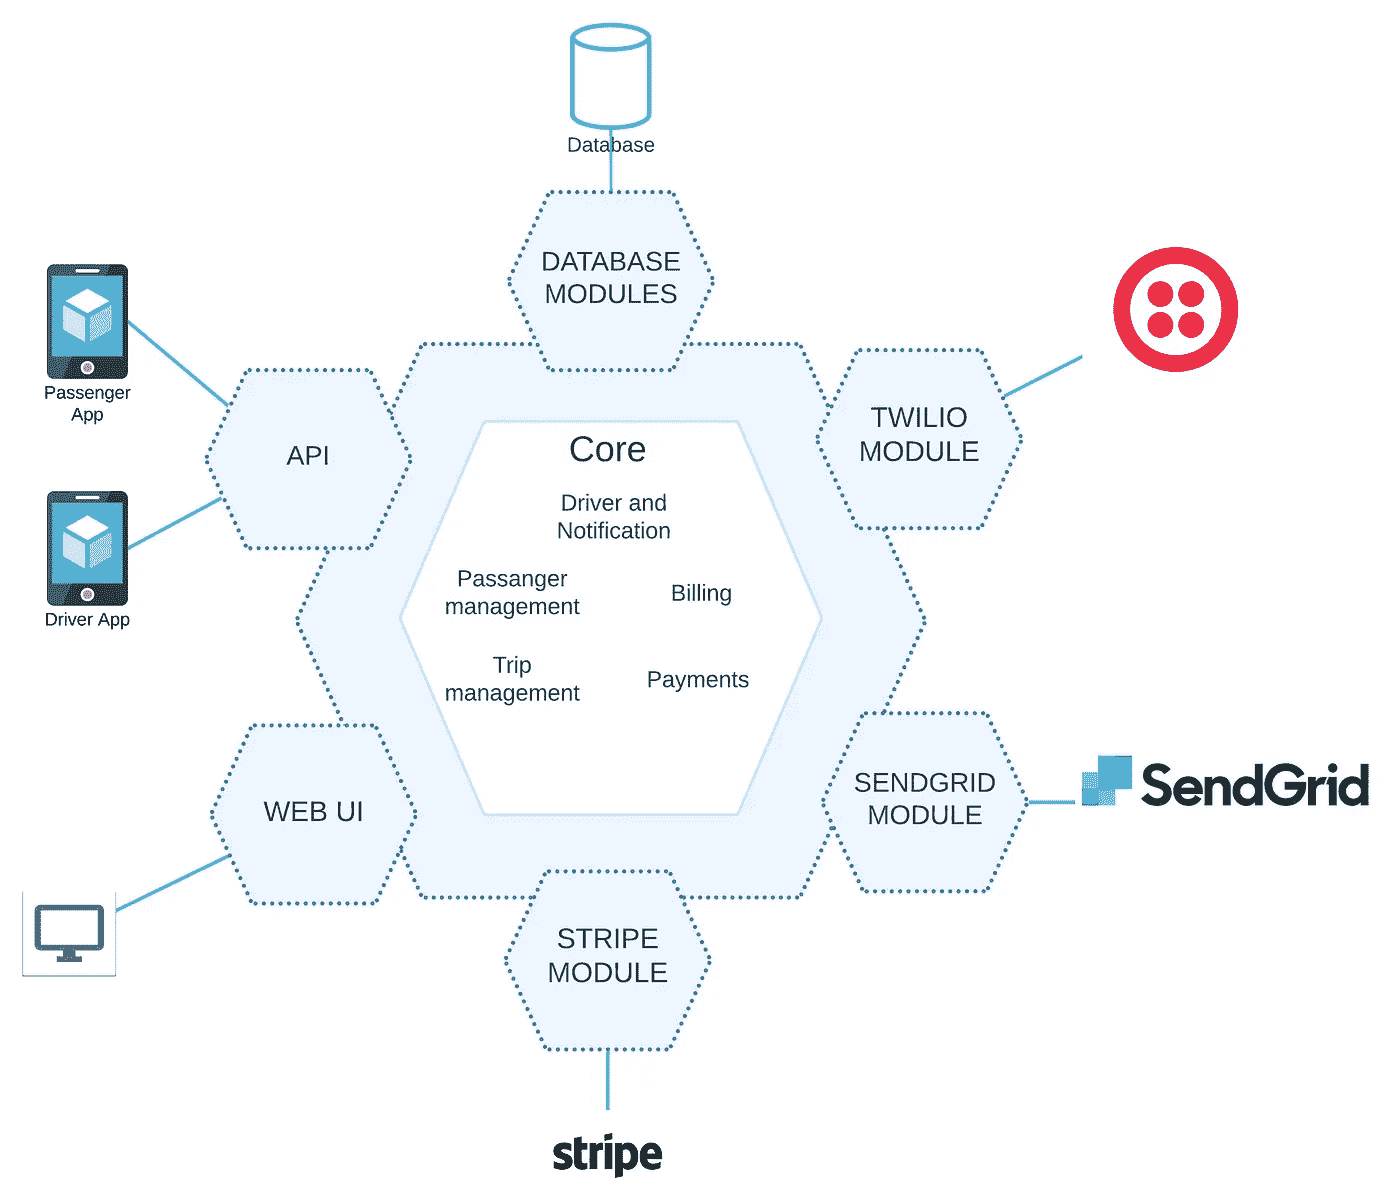 Database
DATABASE
MODULES
Passenger
App
API
TWILIO
MODULE
Core
Driver and
Notification
Passanger
management
Billing
Driver App
Trip
management
Payments
WEB UI
SENDGRID
MODULE
SendGrid
STRIPE
MODULE
stripe